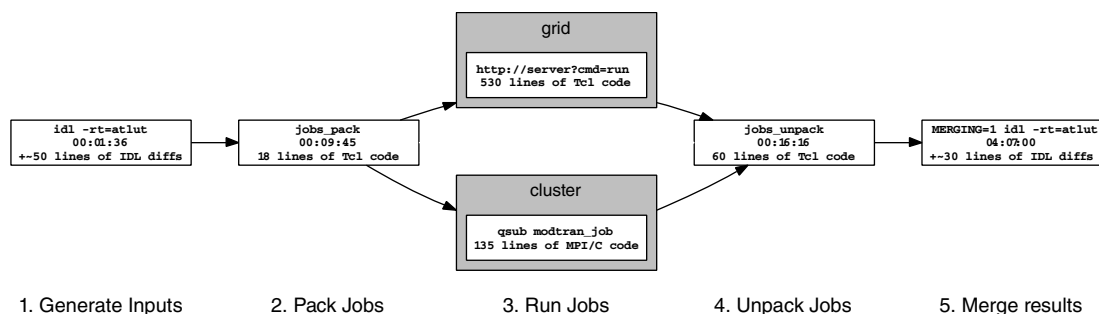 grid
http://server?cmd=run
530 lines of Tcl code
idl -rt=atlut
00:01:36
+~50 lines of IDL diffs
jobs_pack
00:09:45
18 lines of Tcl code
jobs_unpack
00:16:16
60 lines of Tcl code
MERGING=1 idl -rt=atlut
04:07:00
+~30 lines of IDL diffs
cluster
qsub modtran_job
135 lines of MPI/C code
1. Generate Inputs
2. Pack Jobs
3. Run Jobs
4. Unpack Jobs
5. Merge results